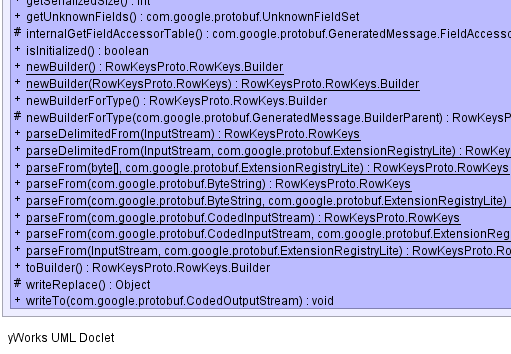 + getSerializedSize() : int
+ getUnknownFields() : com.google.protobuf.UnknownFieldSet
# internalGetFieldAccessorTable() : com.google.protobuf.GeneratedMessage.FieldAccesso
+ isInitialized() : boolean
+ newBuilder() : RowKeysProto.RowKeys.Builder
+ newBuilder(RowKeysProto.RowKeys) : RowKeysProto.RowKeys.Builder
+ newBuilderForType() : RowKeysProto.RowKeys.Builder
# newBuilderForType(com.google.protobuf.GeneratedMessage.BuilderParent) : RowKeysP
+ parseDelimitedFrom(InputStream) : RowKeysProto.RowKeys
+ parseDelimitedFrom(InputStream, com.google.protobuf.ExtensionRegistryLite) : RowKey
+ parseFrom(byte[], com.google.protobuf.ExtensionRegistryLite) : RowKeysProto.RowKeys
+ parseFrom(com.google.protobuf.ByteString) : RowKeysProto.RowKeys
+ parseFrom(com.google.protobuf.ByteString, com.google.protobuf.ExtensionRegistryLite) 
+ parseFrom(com.google.protobuf.CodedInputStream) : RowKeysProto.RowKeys
+ parseFrom(com.google.protobuf.CodedInputStream, com.google.protobuf.ExtensionReg
+ parseFrom(InputStream, com.google.protobuf.ExtensionRegistryLite) : RowKeysProto.Ro
+ toBuilder() : RowKeysProto.RowKeys.Builder
# writeReplace() : Object
+ writeTo(com.google.protobuf.CodedOutputStream) : void
yWorks UML Doclet